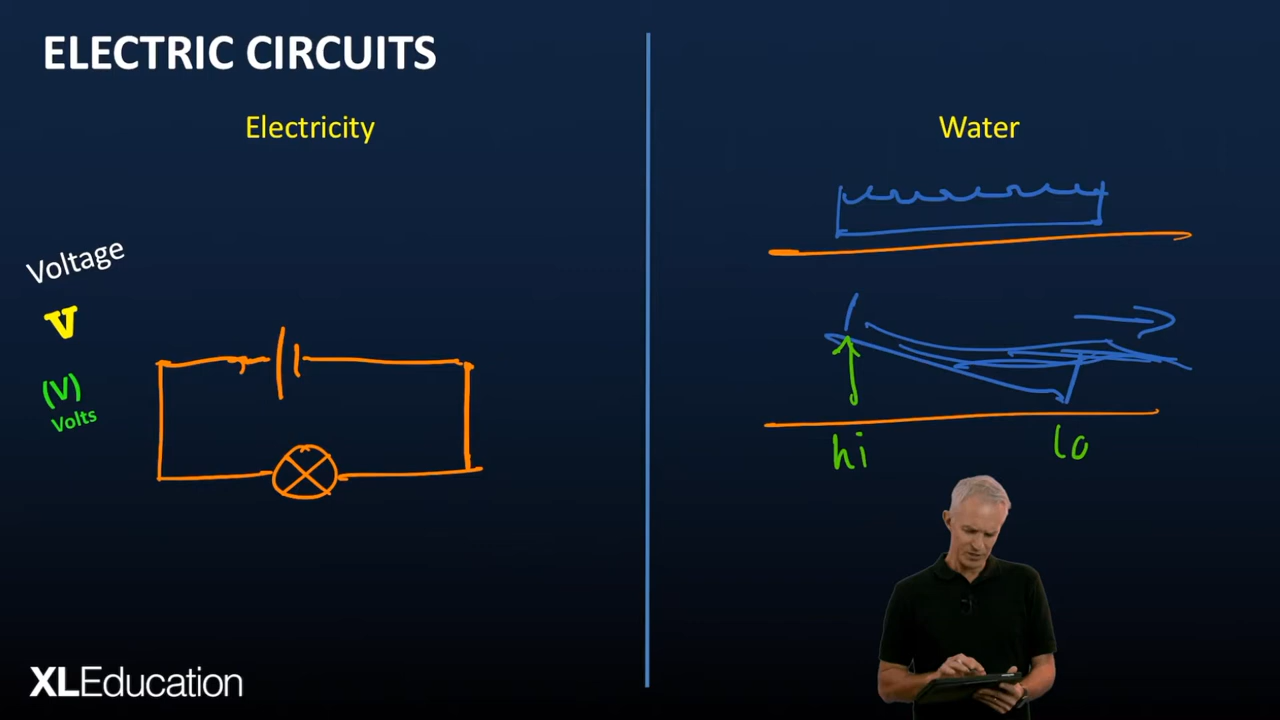 ELECTRIC CIRCUITS
Electricity
Water
Voltage
V
(V)
Volts
hi
lo
XLEducation